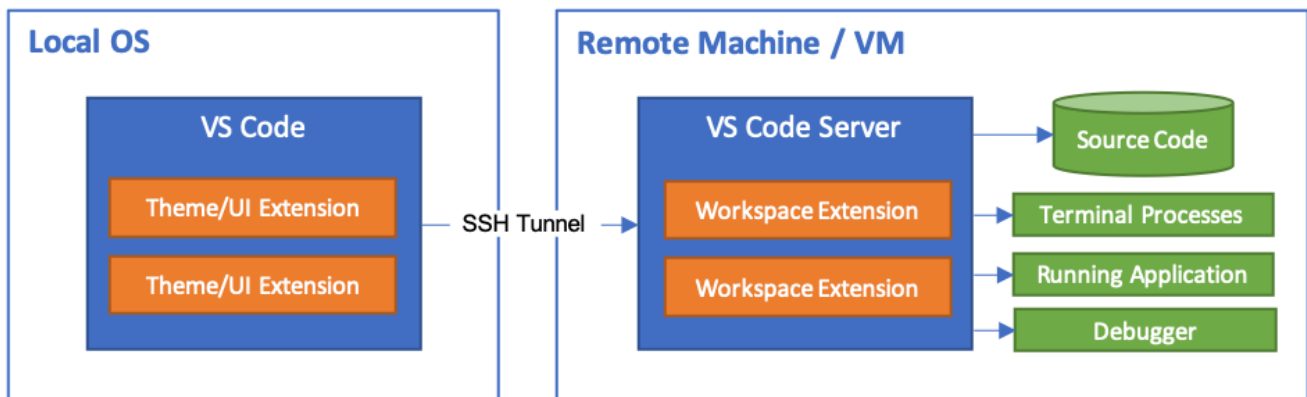 Local OS
VS Code
Theme/UI Extension
Theme/UI Extension
SSH Tunnel
Remote Machine / VM
VS Code Server
Workspace Extension
Workspace Extension
Source Code
Terminal Processes
Running Application
Debugger